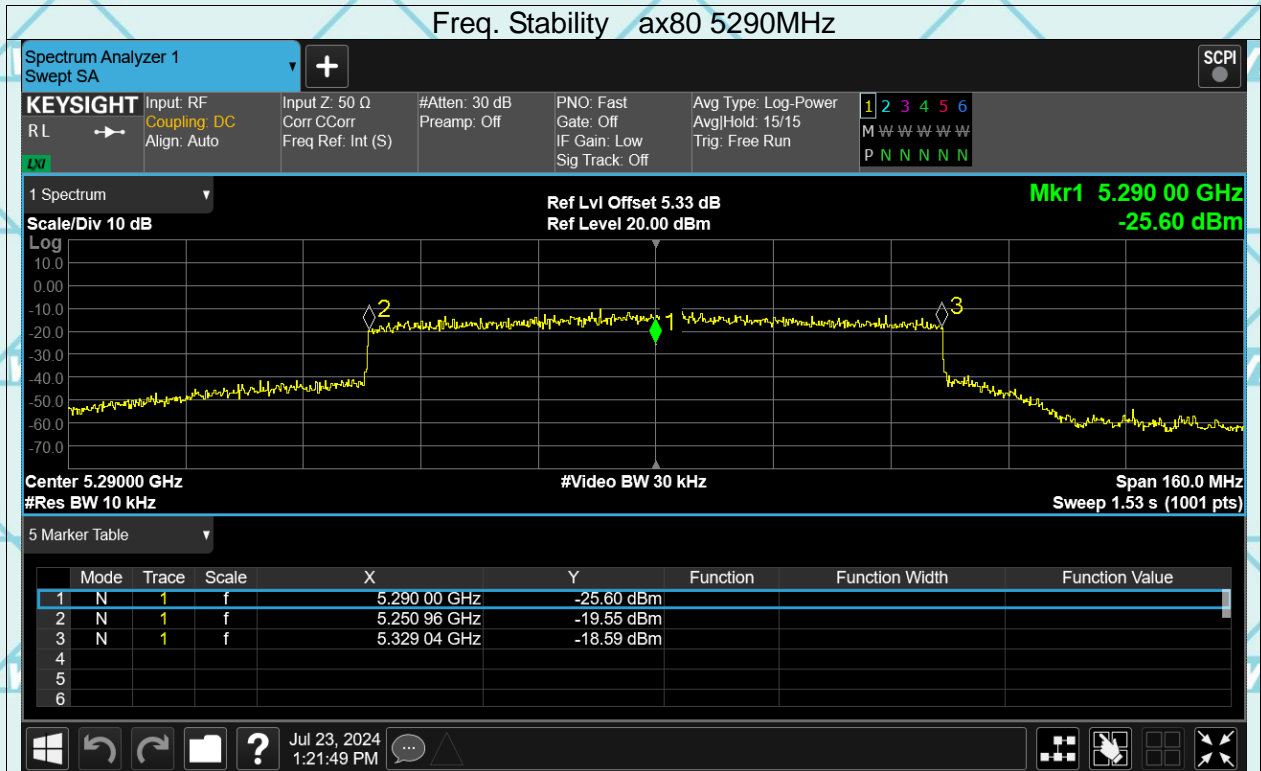 Freq. Stability ax80 5290MHz
Spectrum Analyzer 1
Swept SA
+
SCPI
KEYSIGHT
R L
LXI
Input: RF
Coupling: DC
Align: Auto
Input Z: 50 Ω
Corr CCorr
Freq Ref: Int (S)
#Atten: 30 dB
Preamp: Off
PNO: Fast
Gate: Off
IF Gain: Low
Sig Track: Off
Avg Type: Log-Power
Avg|Hold: 15/15
Trig: Free Run
1 2 3 4 5 6
M W W W W W
P N N N N N
1 Spectrum
Scale/Div 10 dB
Ref Lvl Offset 5.33 dB
Ref Level 20.00 dBm
Mkr1 5.290 00 GHz
-25.60 dBm
Log
10.0
0.00
-10.0
-20.0
-30.0
-40.0
-50.0
-60.0
-70.0
2
1
3
Center 5.29000 GHz
#Res BW 10 kHz
#Video BW 30 kHz
Span 160.0 MHz
Sweep 1.53 s (1001 pts)
5 Marker Table
Mode Trace Scale X Y Function Function Width Function Value
1 N 1 f 5.290 00 GHz -25.60 dBm
2 N 1 f 5.250 96 GHz -19.55 dBm
3 N 1 f 5.329 04 GHz -18.59 dBm
4
5
6
?
Jul 23, 2024
1:21:49 PM